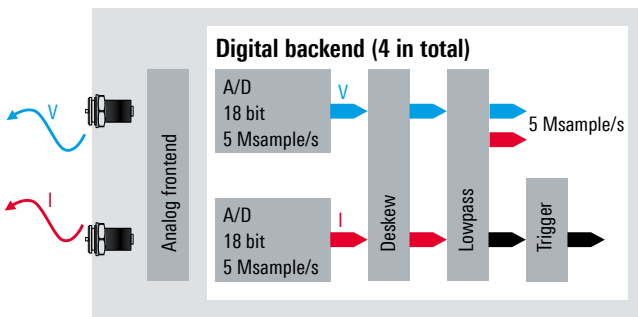 Digital backend (4 in total)
V
A/D
18 bit
5 Msample/s
V
5 Msample/s
Analog frontend
Deskew
Lowpass
I
A/D
18 bit
5 Msample/s
I
Trigger